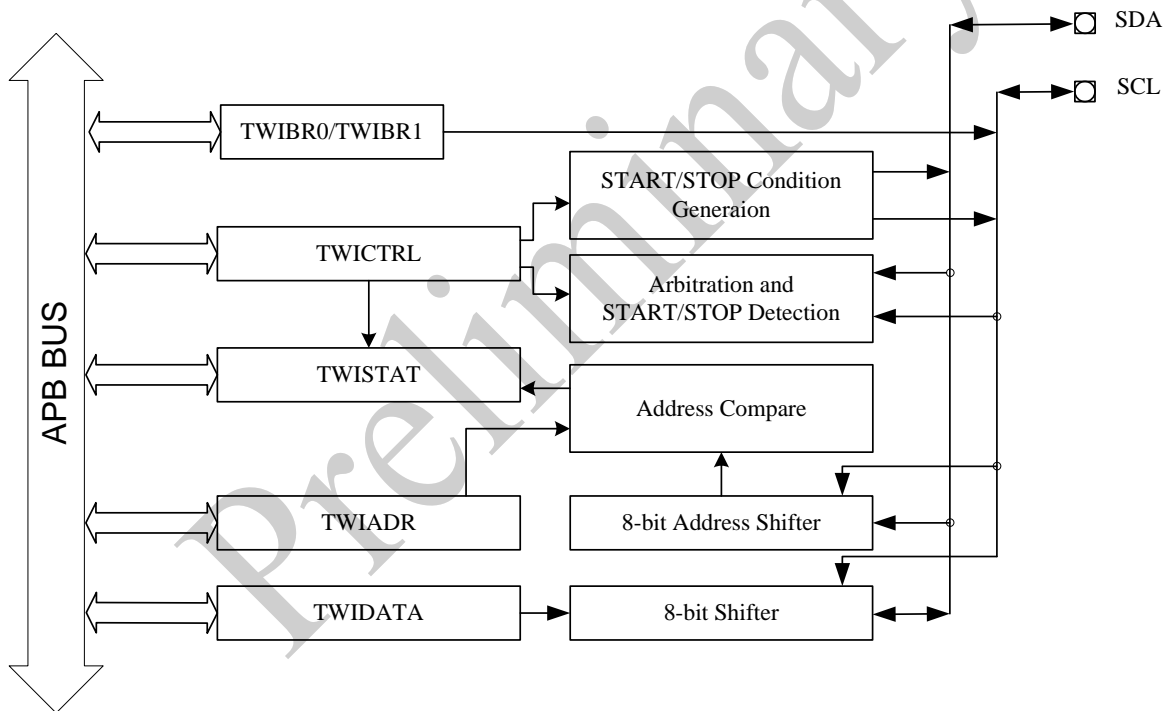 SDA
SCL
TWIBR0/TWIBR1
START/STOP Condition
Generaion
TWICTRL
Arbitration and
START/STOP Detection
APB BUS
TWISTAT
Address Compare
TWIADR
8-bit Address Shifter
TWIDATA
8-bit Shifter
Preliminary